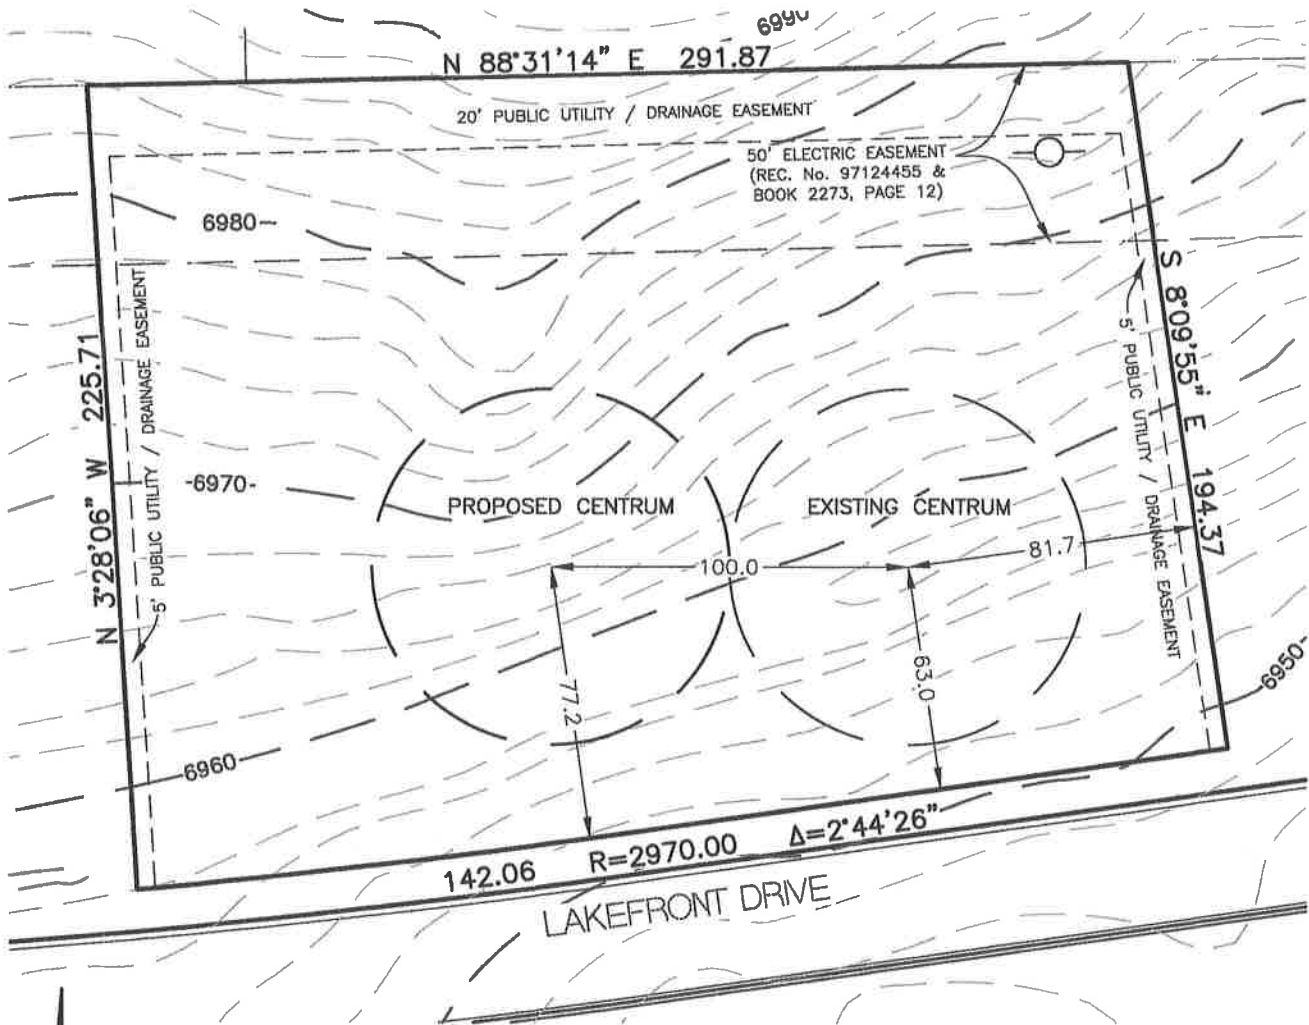 6990
N 88°31'14" E 291.87
20' PUBLIC UTILITY / DRAINAGE EASEMENT
50' ELECTRIC EASEMENT
(REC. No. 97124455 &
BOOK 2273, PAGE 12)
6980-
S 8°09'55" E 194.37
5' PUBLIC UTILITY / DRAINAGE EASEMENT
N 3°28'06" W 225.71
5' PUBLIC UTILITY / DRAINAGE EASEMENT
-6970-
PROPOSED CENTRUM
EXISTING CENTRUM
100.0
81.7
77.2
63.0
6950-
6960
142.06 R=2970.00 Δ=2°44'26"
LAKEFRONT DRIVE